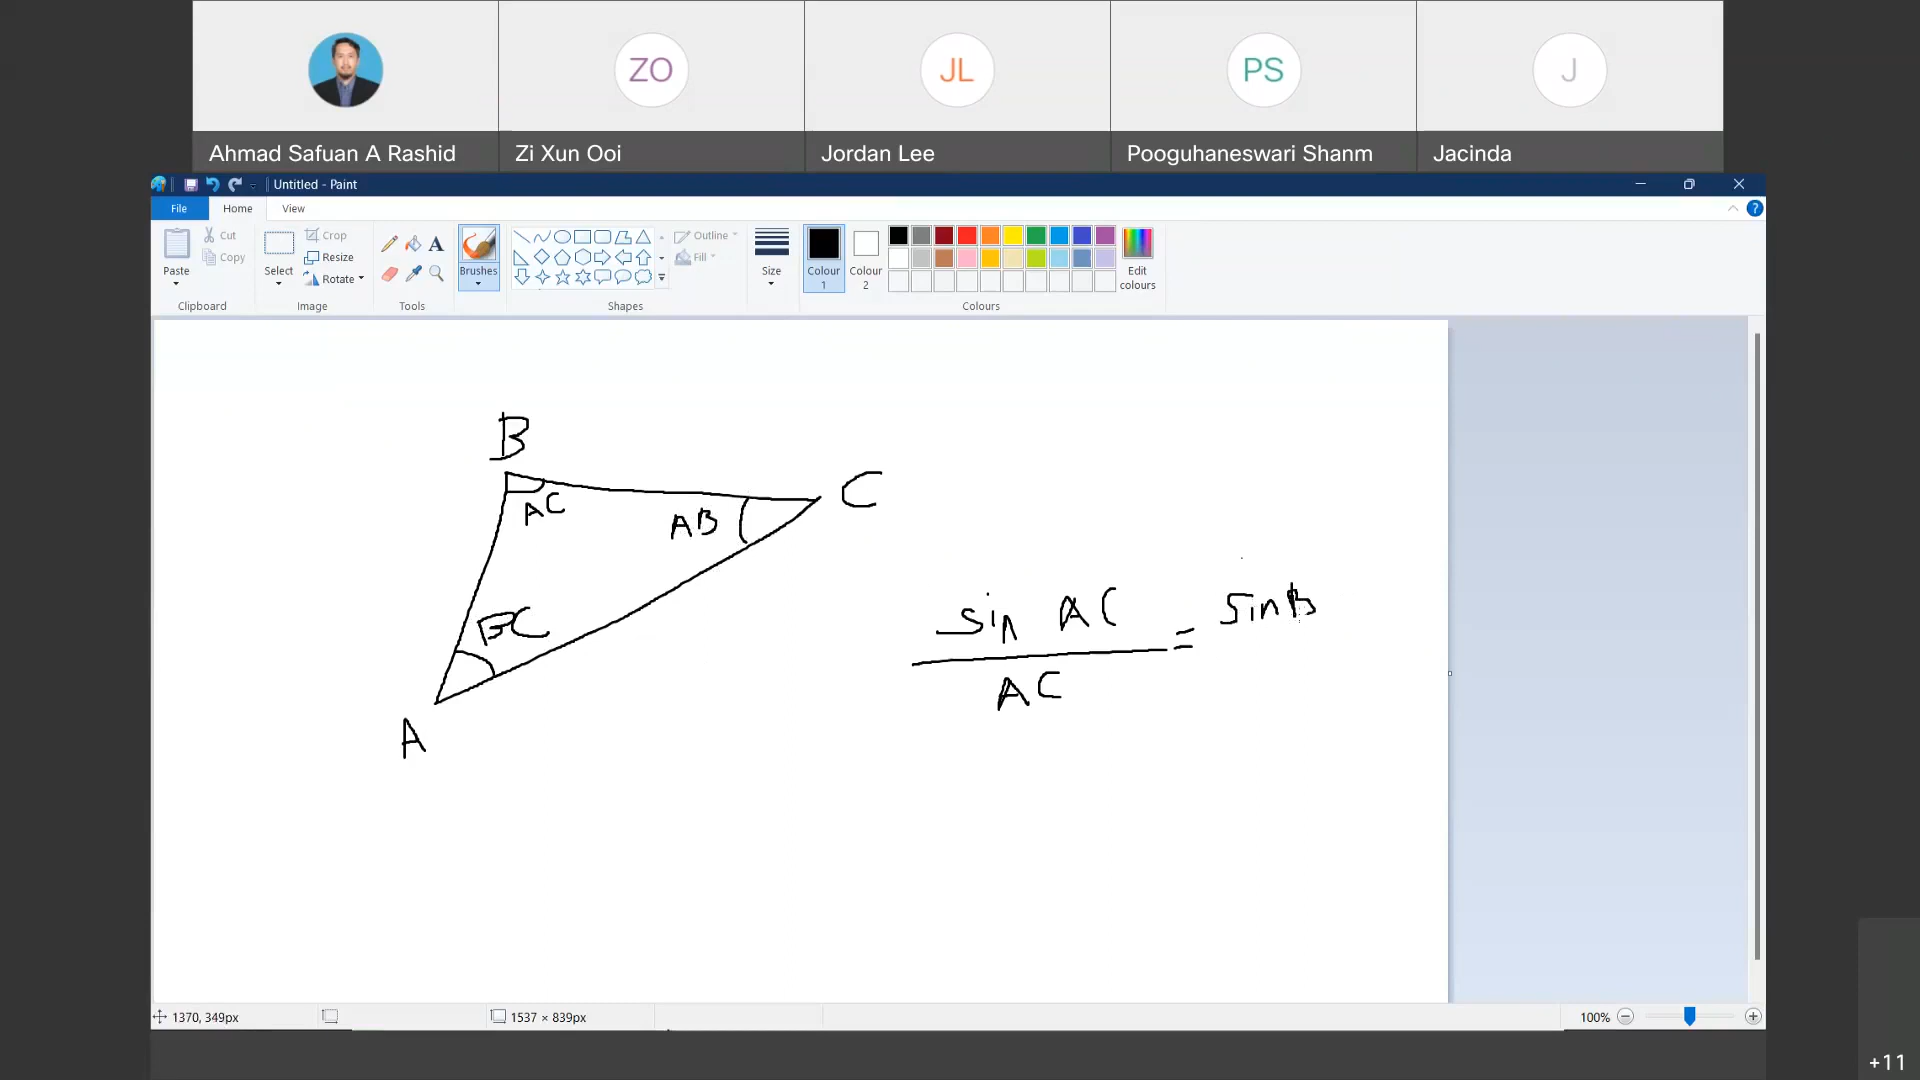 ZO
JL
PS
J
Ahmad Safuan A Rashid
Zi Xun Ooi
Jordan Lee
Pooguhaneswari Shanm
Jacinda
Untitled - Paint
File
Home
View
Paste
Cut
Copy
Clipboard
Select
Crop
Resize
Rotate
Image
A
Tools
Brushes
Outline
Fill
Shapes
Size
Colour
1
Colour
2
Edit
colours
Colours
?
B
C
AC
AB
BC
A
sin AC
AC
=
sin B
1370, 349px
1537 × 839px
100%
+11